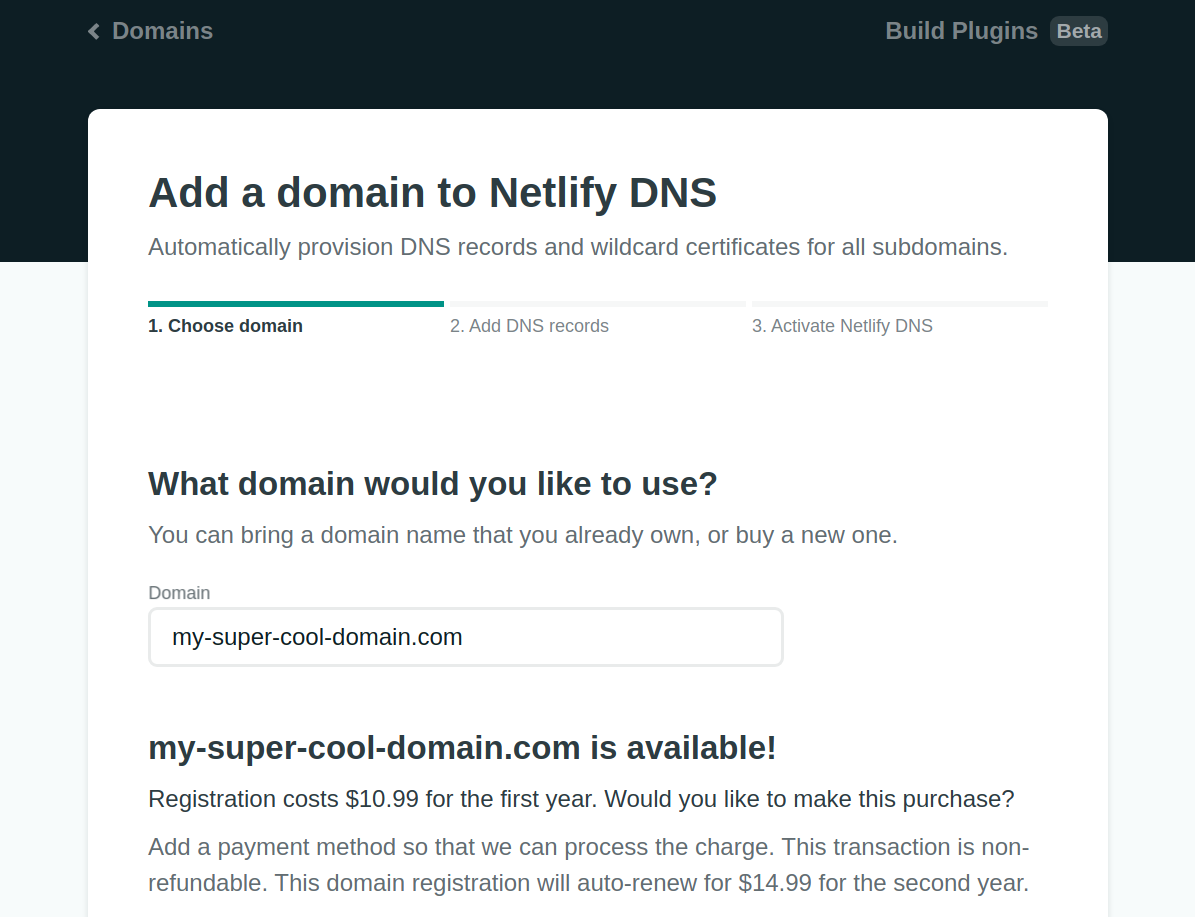 Domains
Build Plugins Beta
Add a domain to Netlify DNS
Automatically provision DNS records and wildcard certificates for all subdomains.
1. Choose domain
2. Add DNS records
3. Activate Netlify DNS
What domain would you like to use?
You can bring a domain name that you already own, or buy a new one.
Domain
my-super-cool-domain.com
my-super-cool-domain.com is available!
Registration costs $10.99 for the first year. Would you like to make this purchase?
Add a payment method so that we can process the charge. This transaction is non-
refundable. This domain registration will auto-renew for $14.99 for the second year.